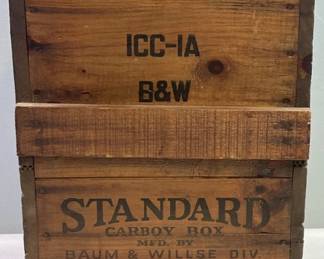 ICC-1A
B&W
STANDARD
CARBOY BOX
MFD. BY
BAUM & WILLSE DIV.